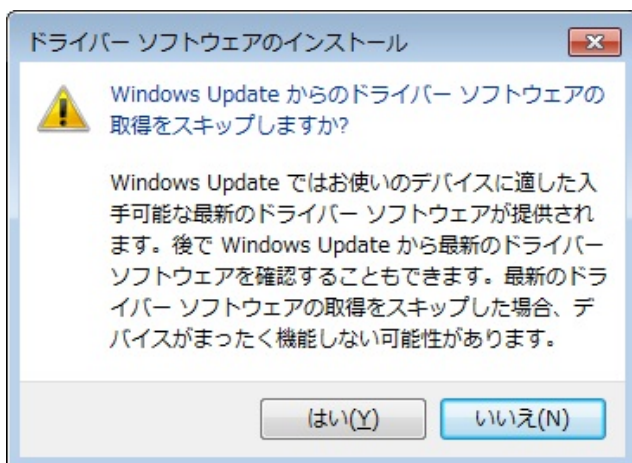 ドライバー ソフトウェアのインストール
Windows Update からのドライバー ソフトウェアの
取得をスキップしますか?
Windows Update ではお使いのデバイスに適した入
手可能な最新のドライバー ソフトウェアが提供され
ます。後で Windows Update から最新のドライバー
ソフトウェアを確認することもできます。最新のドラ
イバー ソフトウェアの取得をスキップした場合、デ
バイスがまったく機能しない可能性があります。
はい(Y) いいえ(N)